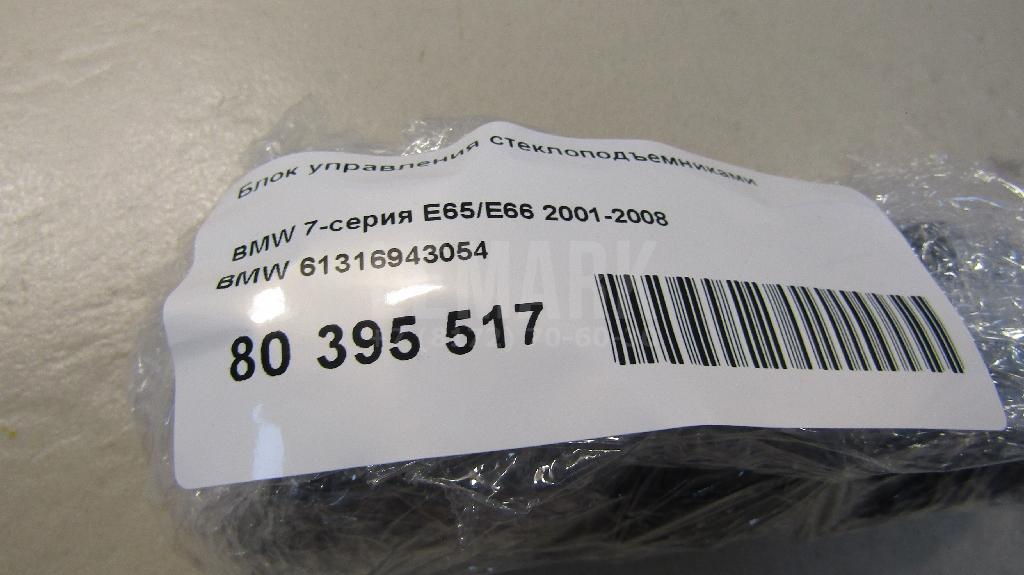 Блок управления стеклоподъемниками
BMW 7-серия E65/E66 2001-2008
BMW 61316943054
80 395 517